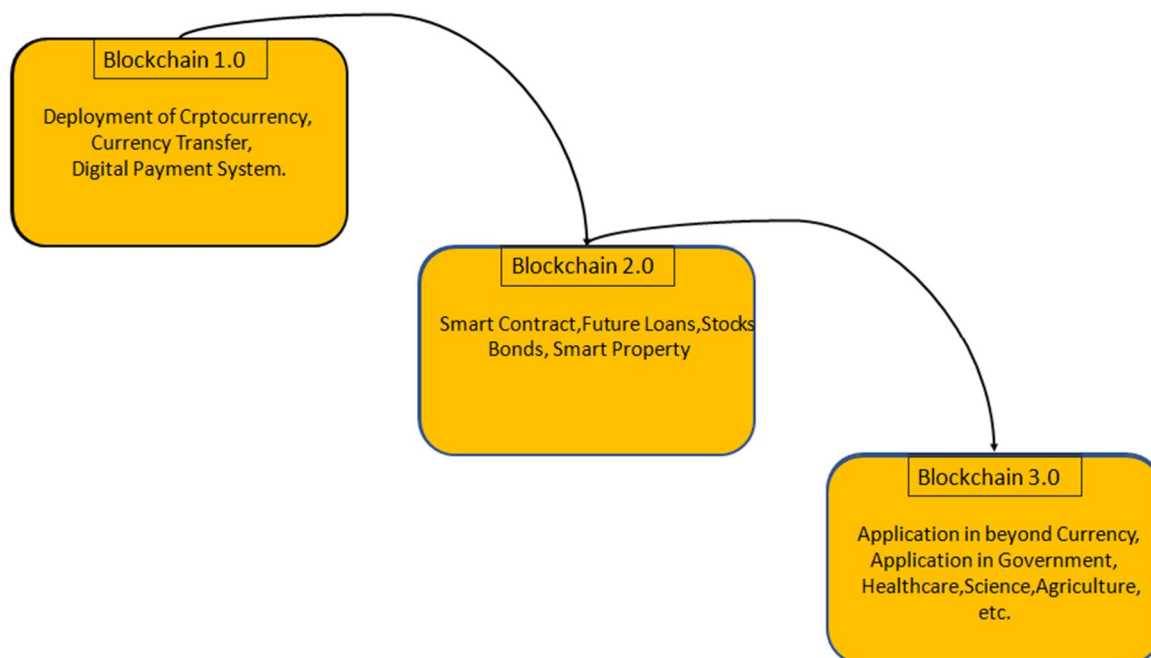 Blockchain 1.0
Deployment of Crptocurrency,
Currency Transfer,
Digital Payment System.
Blockchain 2.0
Smart Contract,Future Loans,Stocks
Bonds, Smart Property
Blockchain 3.0
Application in beyond Currency,
Application in Government,
Healthcare,Science,Agriculture,
etc.